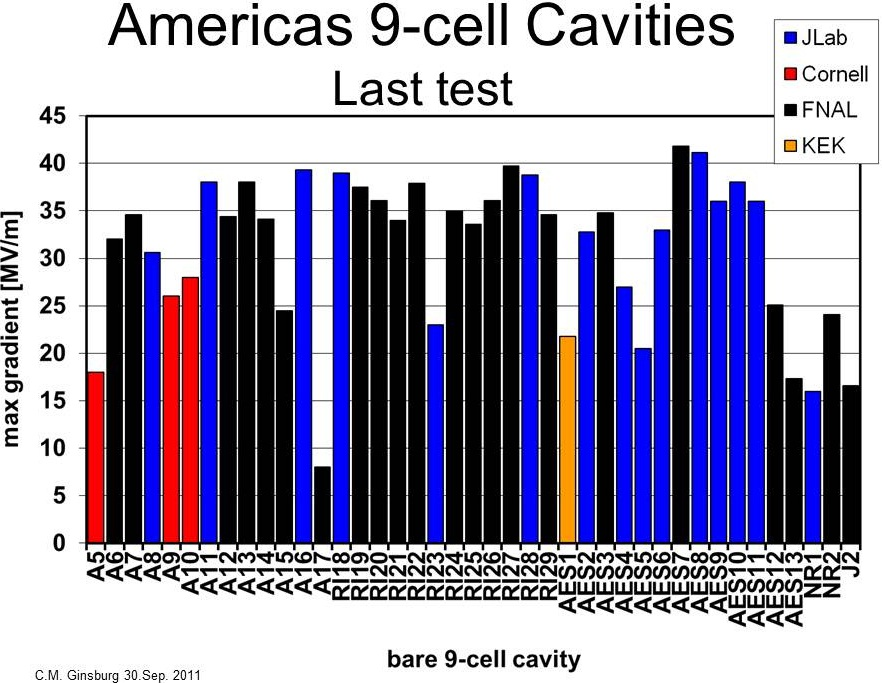 Americas 9-cell Cavities
Last test
JLab
Cornell
FNAL
KEK
max gradient [MV/m]
45
40
35
30
25
20
15
10
5
0
A5
A6
A7
A8
A9
A10
A11
A12
A13
A14
A15
A16
A17
RI18
RI19
RI20
RI21
RI22
RI23
RI24
RI25
RI26
RI27
RI28
RI29
AES1
AES2
AES3
AES4
AES5
AES6
AES7
AES8
AES9
AES10
AES11
AES12
AES13
NR1
NR2
J2
bare 9-cell cavity
C.M. Ginsburg 30.Sep. 2011